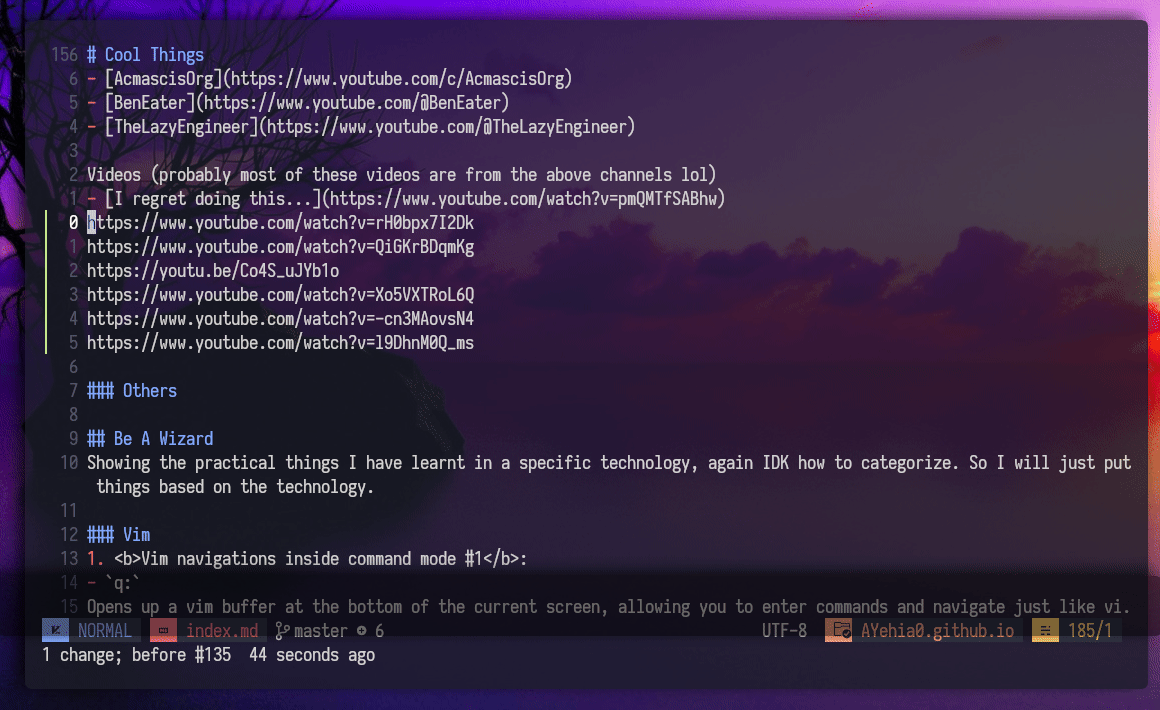 156 # Cool Things
6 - [AcmascisOrg](https://www.youtube.com/c/AcmascisOrg)
5 - [BenEater](https://www.youtube.com/@BenEater)
4 - [TheLazyEngineer](https://www.youtube.com/@TheLazyEngineer)
3
2 Videos (probably most of these videos are from the above channels lol)
1 - [I regret doing this...](https://www.youtube.com/watch?v=pmQMTfSABhw)
0 https://www.youtube.com/watch?v=rH0bpx7I2Dk
1 https://www.youtube.com/watch?v=QiGKrBDqmKg
2 https://youtu.be/Co4S_uJYb1o
3 https://www.youtube.com/watch?v=Xo5VXTRoL6Q
4 https://www.youtube.com/watch?v=-cn3MAovsN4
5 https://www.youtube.com/watch?v=l9DhnM0Q_ms
6
7 ### Others
8
9 ## Be A Wizard
10 Showing the practical things I have learnt in a specific technology, again IDK how to categorize. So I will just put
things based on the technology.
11
12 ### Vim
13 1. <b>Vim navigations inside command mode #1</b>:
14 - `q:`
15 Opens up a vim buffer at the bottom of the current screen, allowing you to enter commands and navigate just like vi.
NORMAL index.md master 6 UTF-8 AYehia0.github.io 185/1
1 change; before #135 44 seconds ago